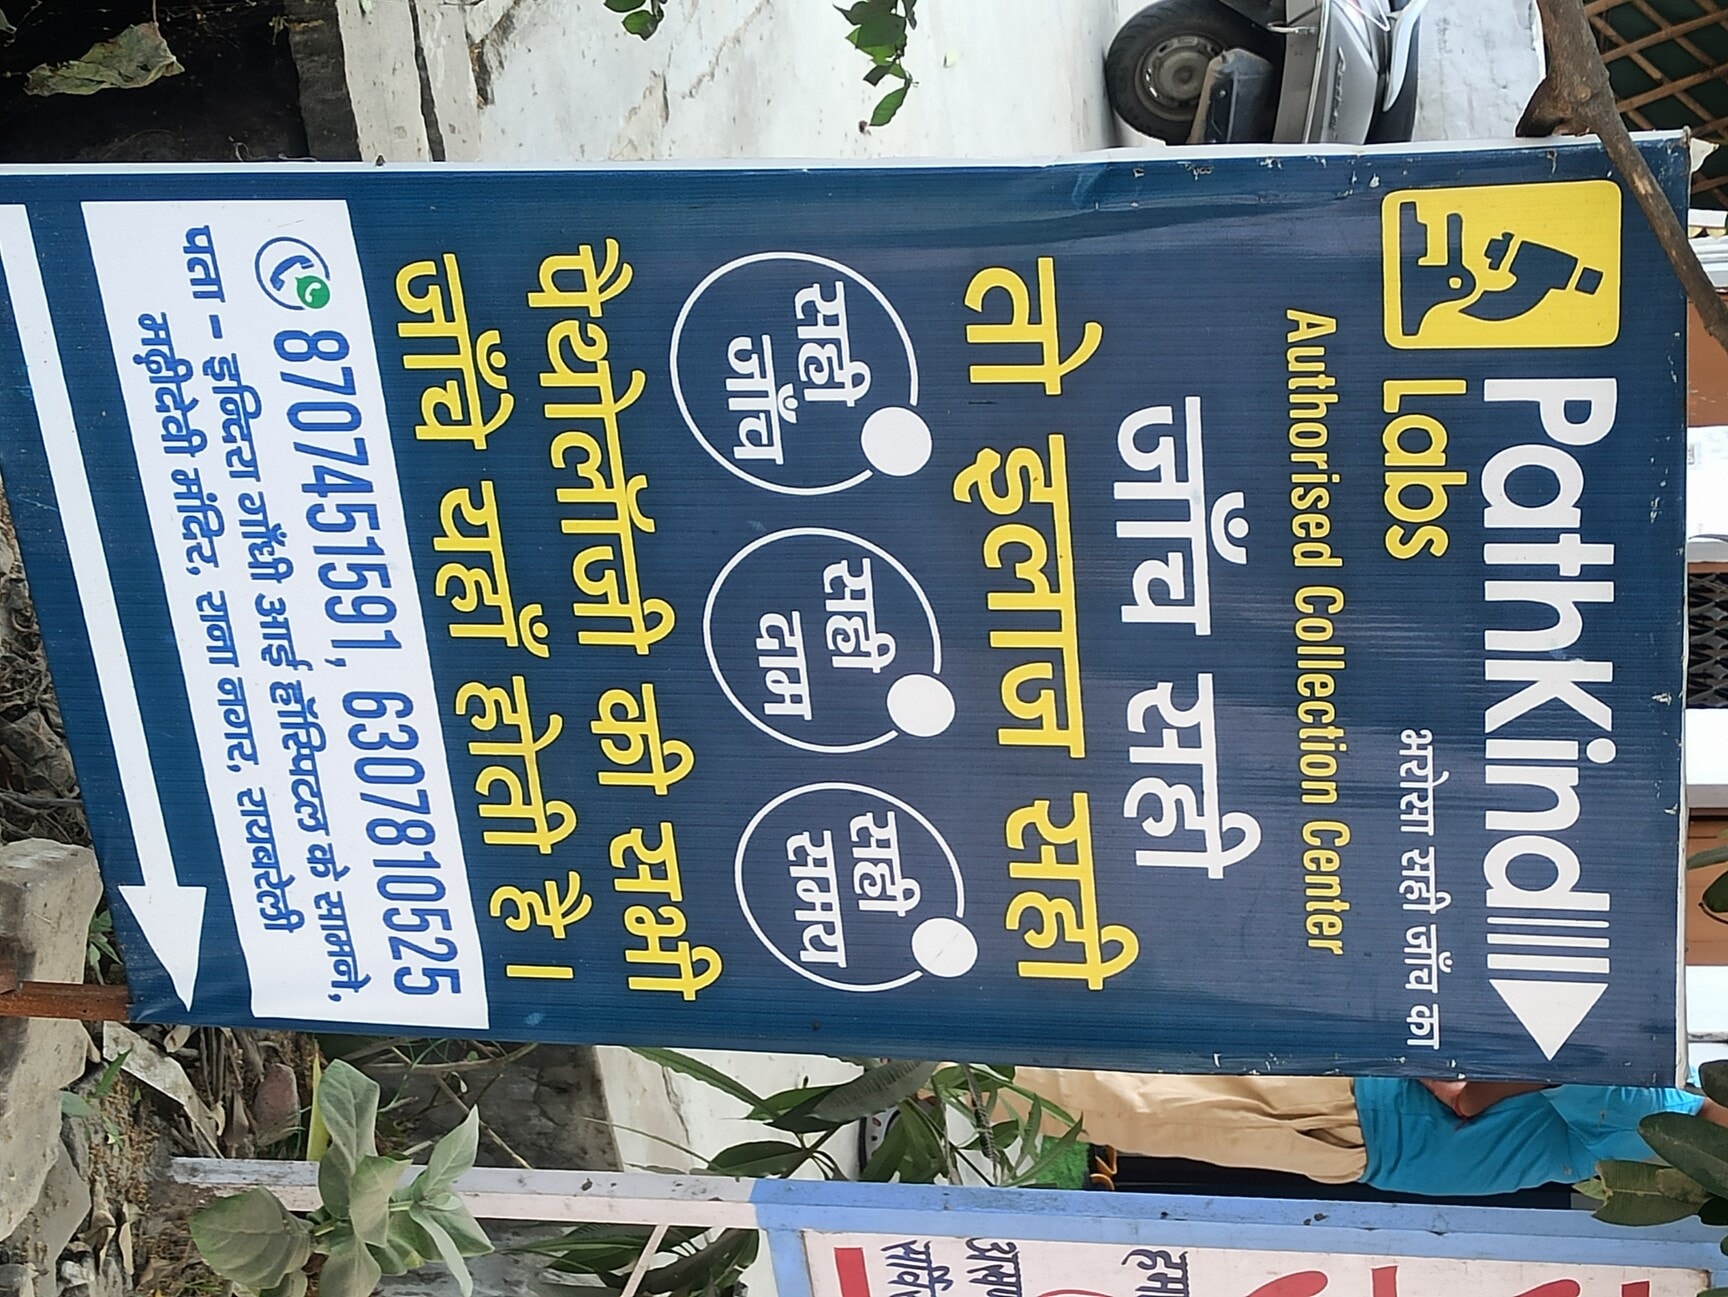 PathKind
Labs
भरोसा सही जाँच का
Authorised Collection Center
जाँच सही
तो इलाज सही
सही
जाँच
सही
दाम
सही
समय
पैथोलॉजी की सभी
जाँचे यहाँ होती है।
8707451591, 6307810525
पता - इन्दिरा गाँधी आई हॉस्पिटल के सामने,
मट्टीदेवी मंदिर, राना नगर, रायबरेली